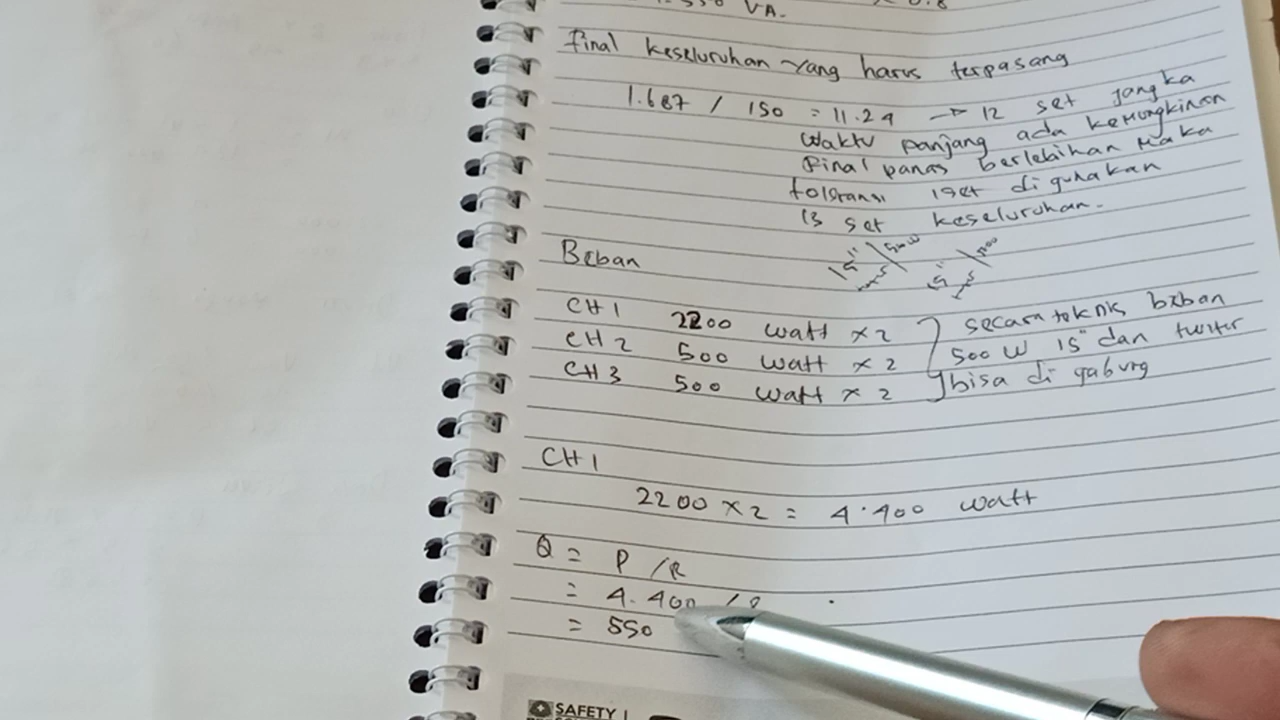 VA.
Final keseluruhan yang harus terpasang
1.687 / 150 = 11.24 → 12 set jangka
waktu panjang ada kemungkinan
Final panas berlebihan maka
toleransi 1 set di gunakan
13 set keseluruhan.
Beban
CH1 2200 watt x 2 secara teknis beban
CH2 500 watt x 2 500 W 15" dan twiter
CH3 500 watt x 2 bisa di gabung
CH1
2200 x 2 = 4.400 watt
Q = P / R
= 4.400 /
= 550
SAFETY